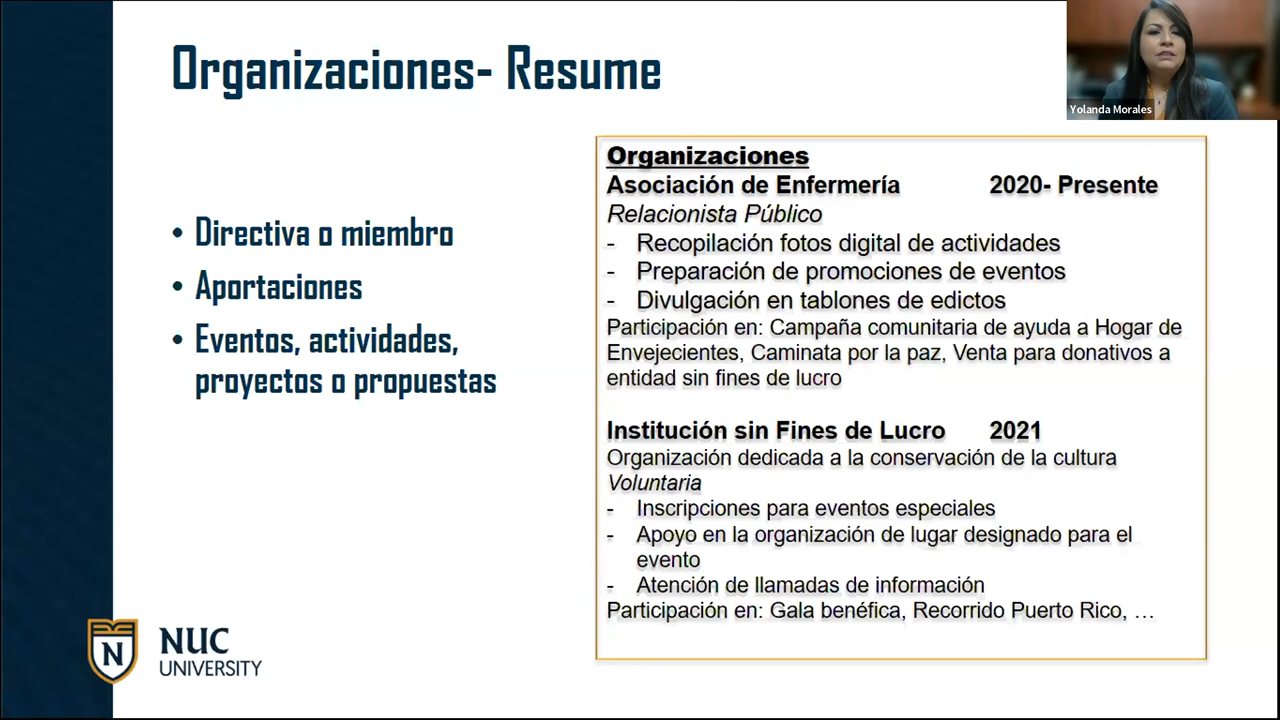 Organizaciones- Resume
Yolanda Morales
• Directiva o miembro
• Aportaciones
• Eventos, actividades,
proyectos o propuestas
Organizaciones
Asociación de Enfermería 2020- Presente
Relacionista Público
- Recopilación fotos digital de actividades
- Preparación de promociones de eventos
- Divulgación en tablones de edictos
Participación en: Campaña comunitaria de ayuda a Hogar de
Envejecientes, Caminata por la paz, Venta para donativos a
entidad sin fines de lucro
Institución sin Fines de Lucro 2021
Organización dedicada a la conservación de la cultura
Voluntaria
- Inscripciones para eventos especiales
- Apoyo en la organización de lugar designado para el
evento
- Atención de llamadas de información
Participación en: Gala benéfica, Recorrido Puerto Rico, …
N
NUC
UNIVERSITY